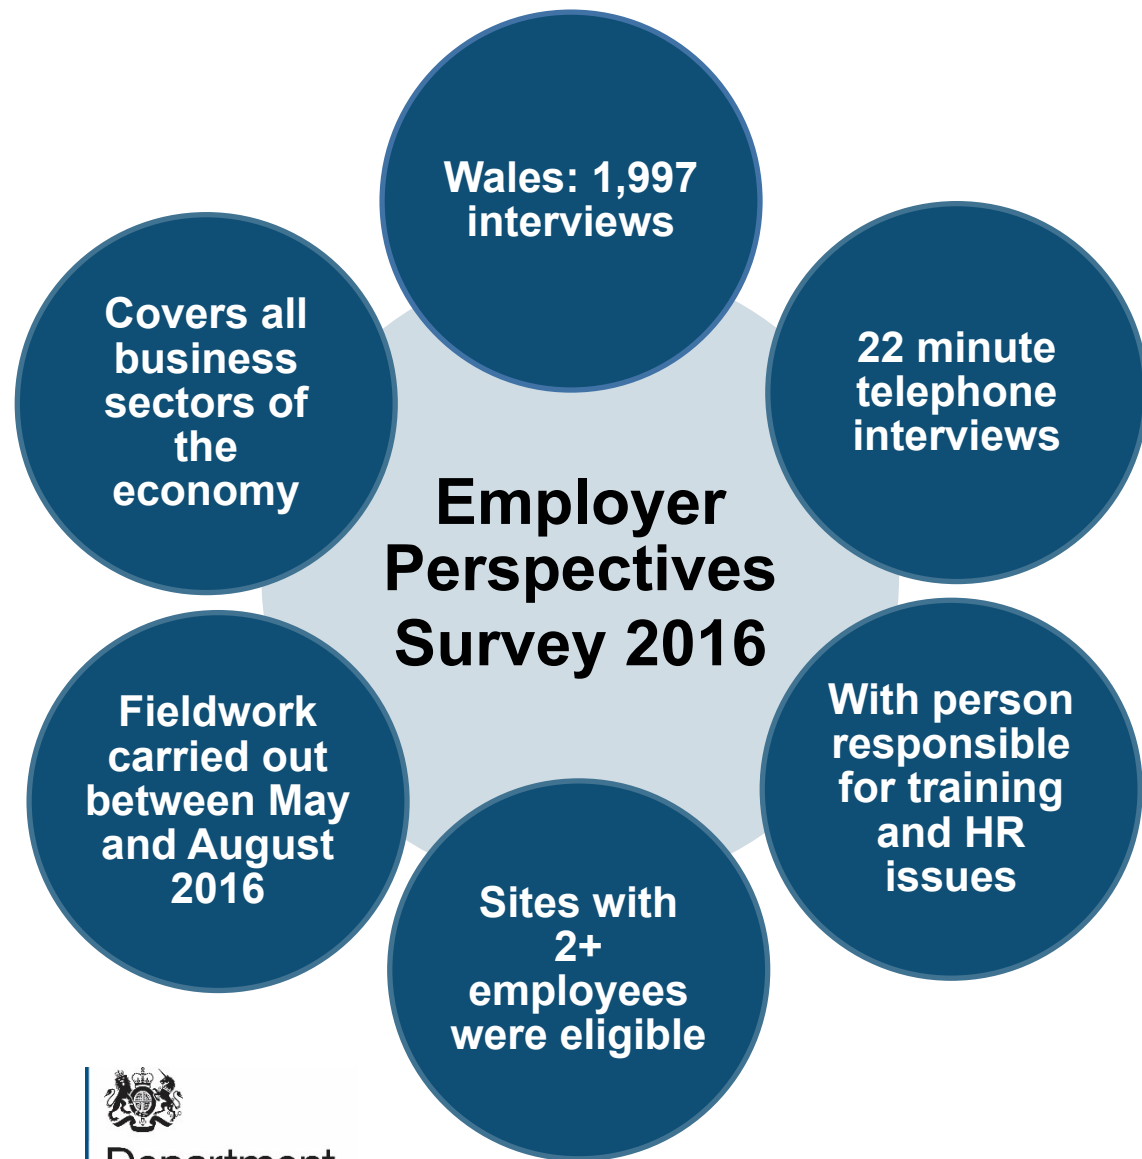 Wales: 1,997
interviews
22 minute
telephone
interviews
With person
responsible
for training
and HR
issues
Sites with
2+
employees
were eligible
Fieldwork
carried out
between May
and August
2016
Covers all
business
sectors of
the
economy
Employer
Perspectives
Survey 2016
Department